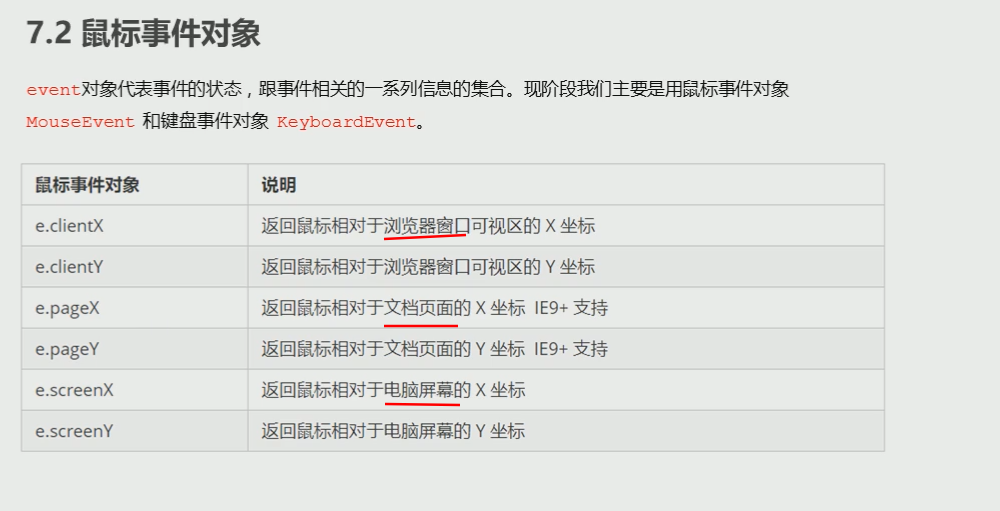 7.2 鼠标事件对象
event对象代表事件的状态，跟事件相关的一系列信息的集合。现阶段我们主要是用鼠标事件对象
MouseEvent 和键盘事件对象 KeyboardEvent。
鼠标事件对象 说明
e.clientX 返回鼠标相对于浏览器窗口可视区的 X 坐标
e.clientY 返回鼠标相对于浏览器窗口可视区的 Y 坐标
e.pageX 返回鼠标相对于文档页面的 X 坐标 IE9+ 支持
e.pageY 返回鼠标相对于文档页面的 Y 坐标 IE9+ 支持
e.screenX 返回鼠标相对于电脑屏幕的 X 坐标
e.screenY 返回鼠标相对于电脑屏幕的 Y 坐标